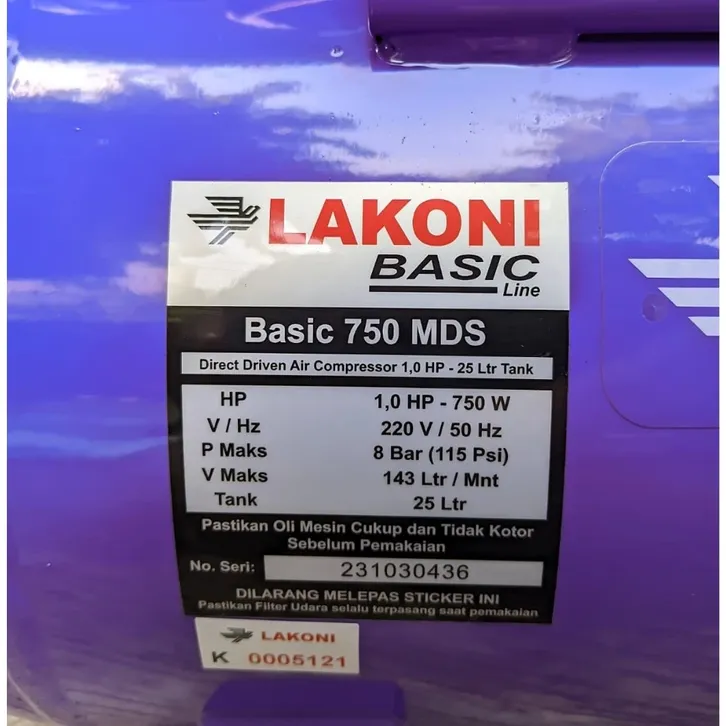 LAKONI
BASIC
Line
Basic 750 MDS
Direct Driven Air Compressor 1,0 HP - 25 Ltr Tank
HP 1,0 HP - 750 W
V / Hz 220 V / 50 Hz
P Maks 8 Bar (115 Psi)
V Maks 143 Ltr / Mnt
Tank 25 Ltr
Pastikan Oli Mesin Cukup dan Tidak Kotor
Sebelum Pemakaian
No. Seri: 231030436
DILARANG MELEPAS STICKER INI
Pastikan Filter Udara selalu terpasang saat pemakaian
LAKONI
K 0005121